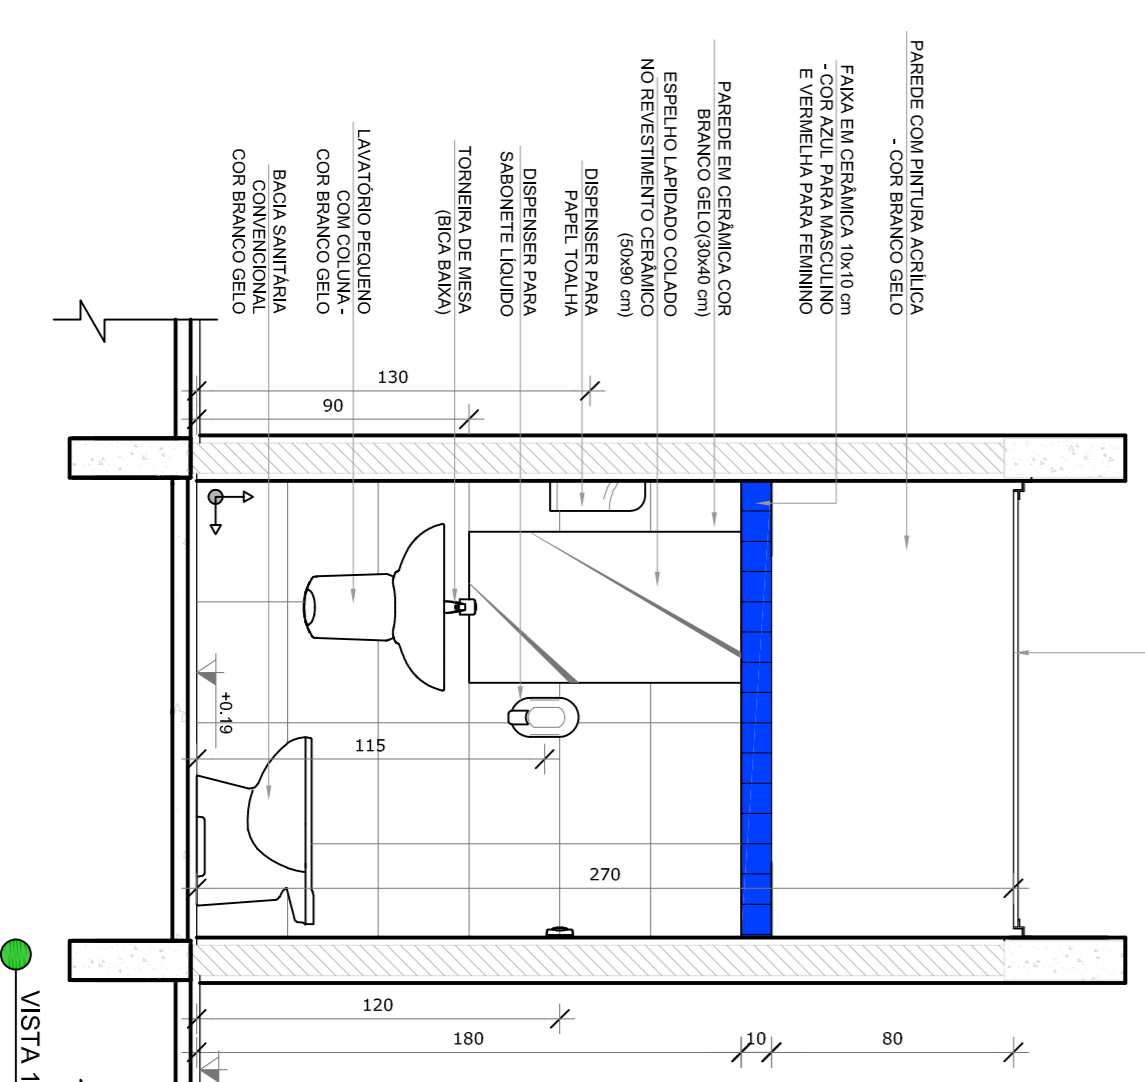 PAREDE COM PINTURA ACRÍLICA
- COR BRANCO GELO
FAIXA EM CERÂMICA 10x10 cm
- COR AZUL PARA MASCULINO
E VERMELHA PARA FEMININO
PAREDE EM CERÂMICA COR
BRANCO GELO(30x40 cm)
ESPELHO LAPIDADO COLADO
NO REVESTIMENTO CERÂMICO
(50x90 cm)
DISPENSER PARA
PAPEL TOALHA
DISPENSER PARA
SABONETE LÍQUIDO
TORNEIRA DE MESA
(BICA BAIXA)
LAVATÓRIO PEQUENO
COM COLUNA -
COR BRANCO GELO
BACIA SANITÁRIA
CONVENCIONAL
COR BRANCO GELO
130
90
+0.19
115
270
120
180
10
80
VISTA 1